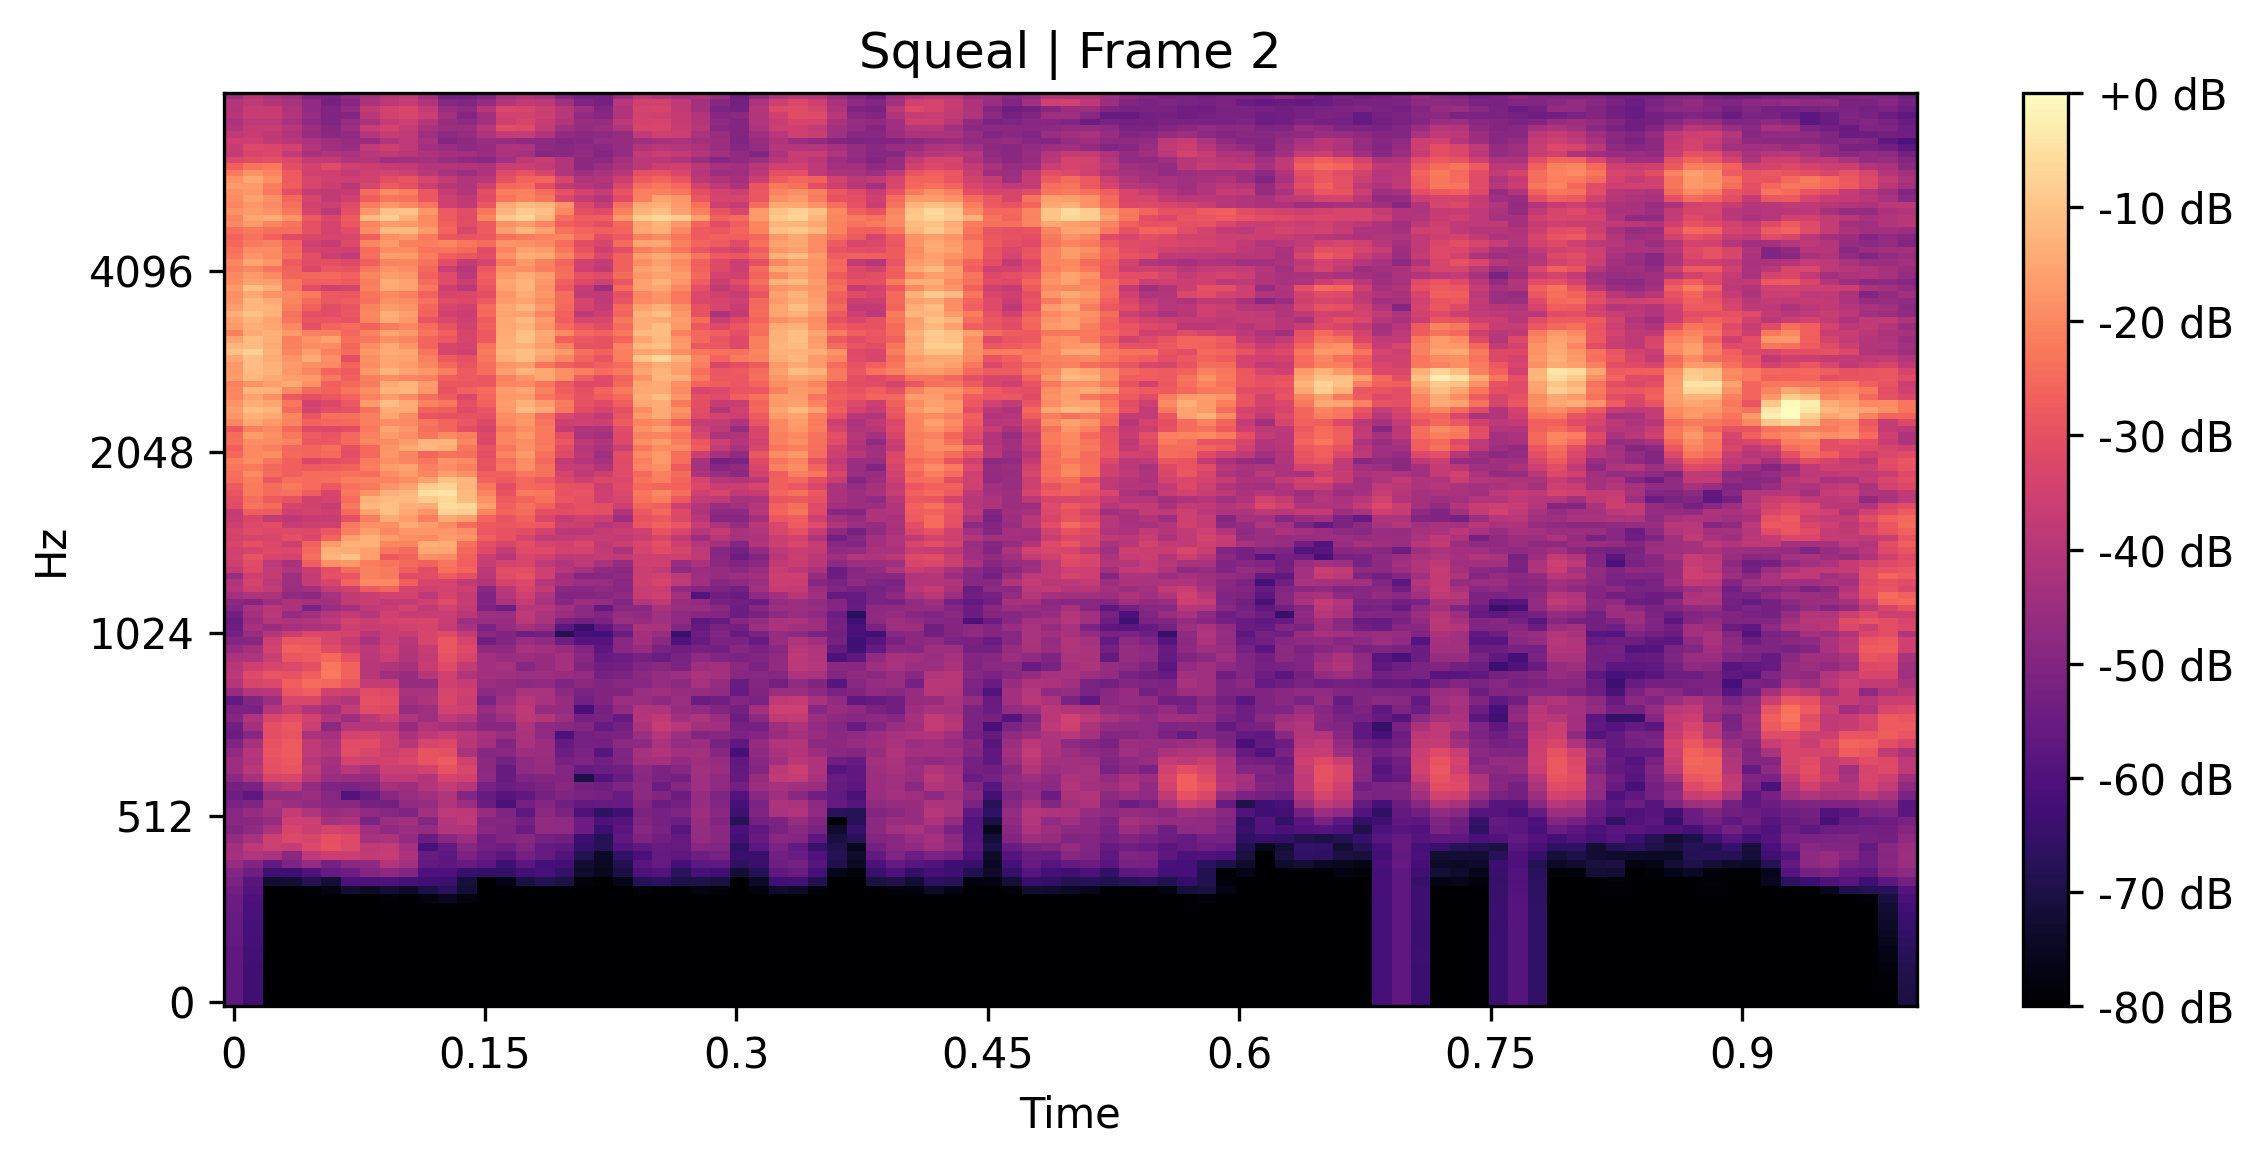 Squeal | Frame 2
Hz
4096
2048
1024
512
0
0 0.15 0.3 0.45 0.6 0.75 0.9
Time
+0 dB
-10 dB
-20 dB
-30 dB
-40 dB
-50 dB
-60 dB
-70 dB
-80 dB